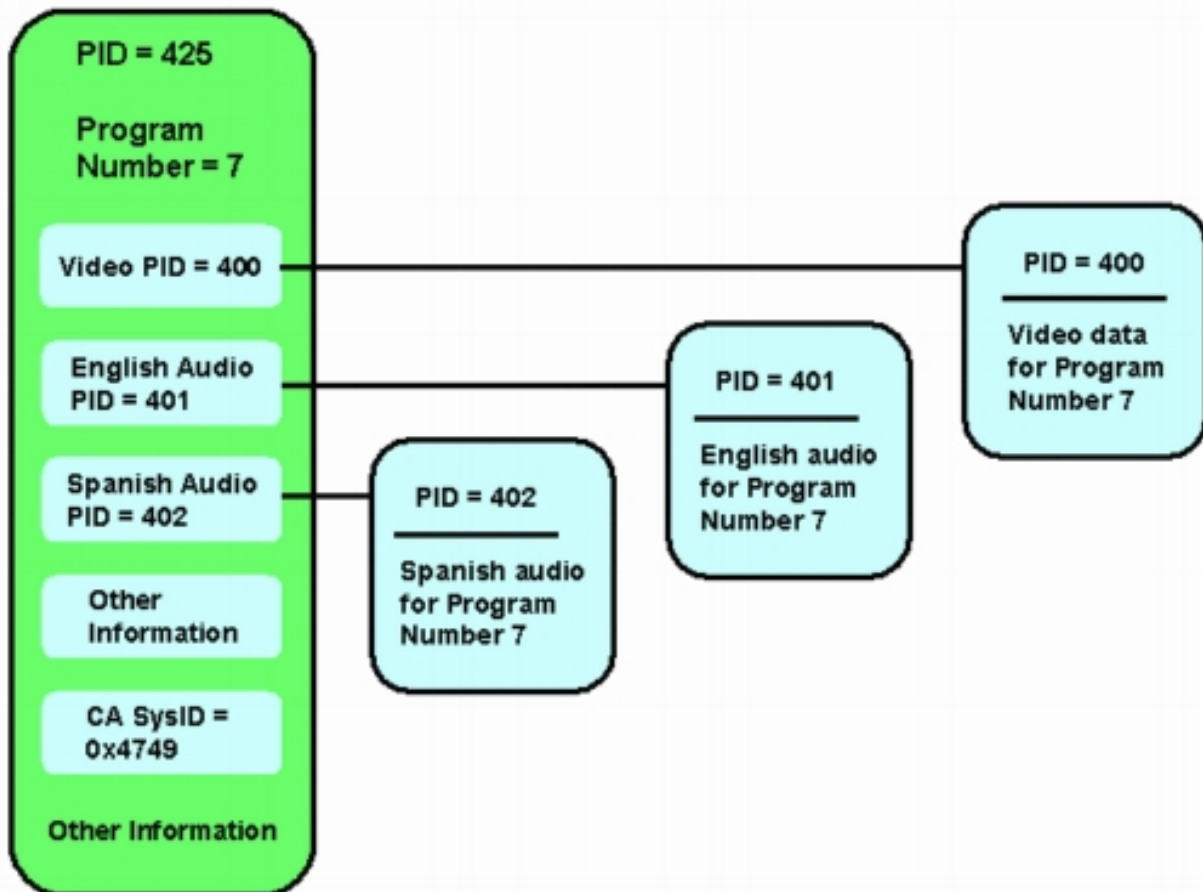 PID = 425
Program
Number = 7
Video PID = 400
English Audio
PID = 401
Spanish Audio
PID = 402
Other
Information
CA SysID =
0x4749
Other Information
PID = 402
Spanish audio
for Program
Number 7
PID = 401
English audio
for Program
Number 7
PID = 400
Video data
for Program
Number 7